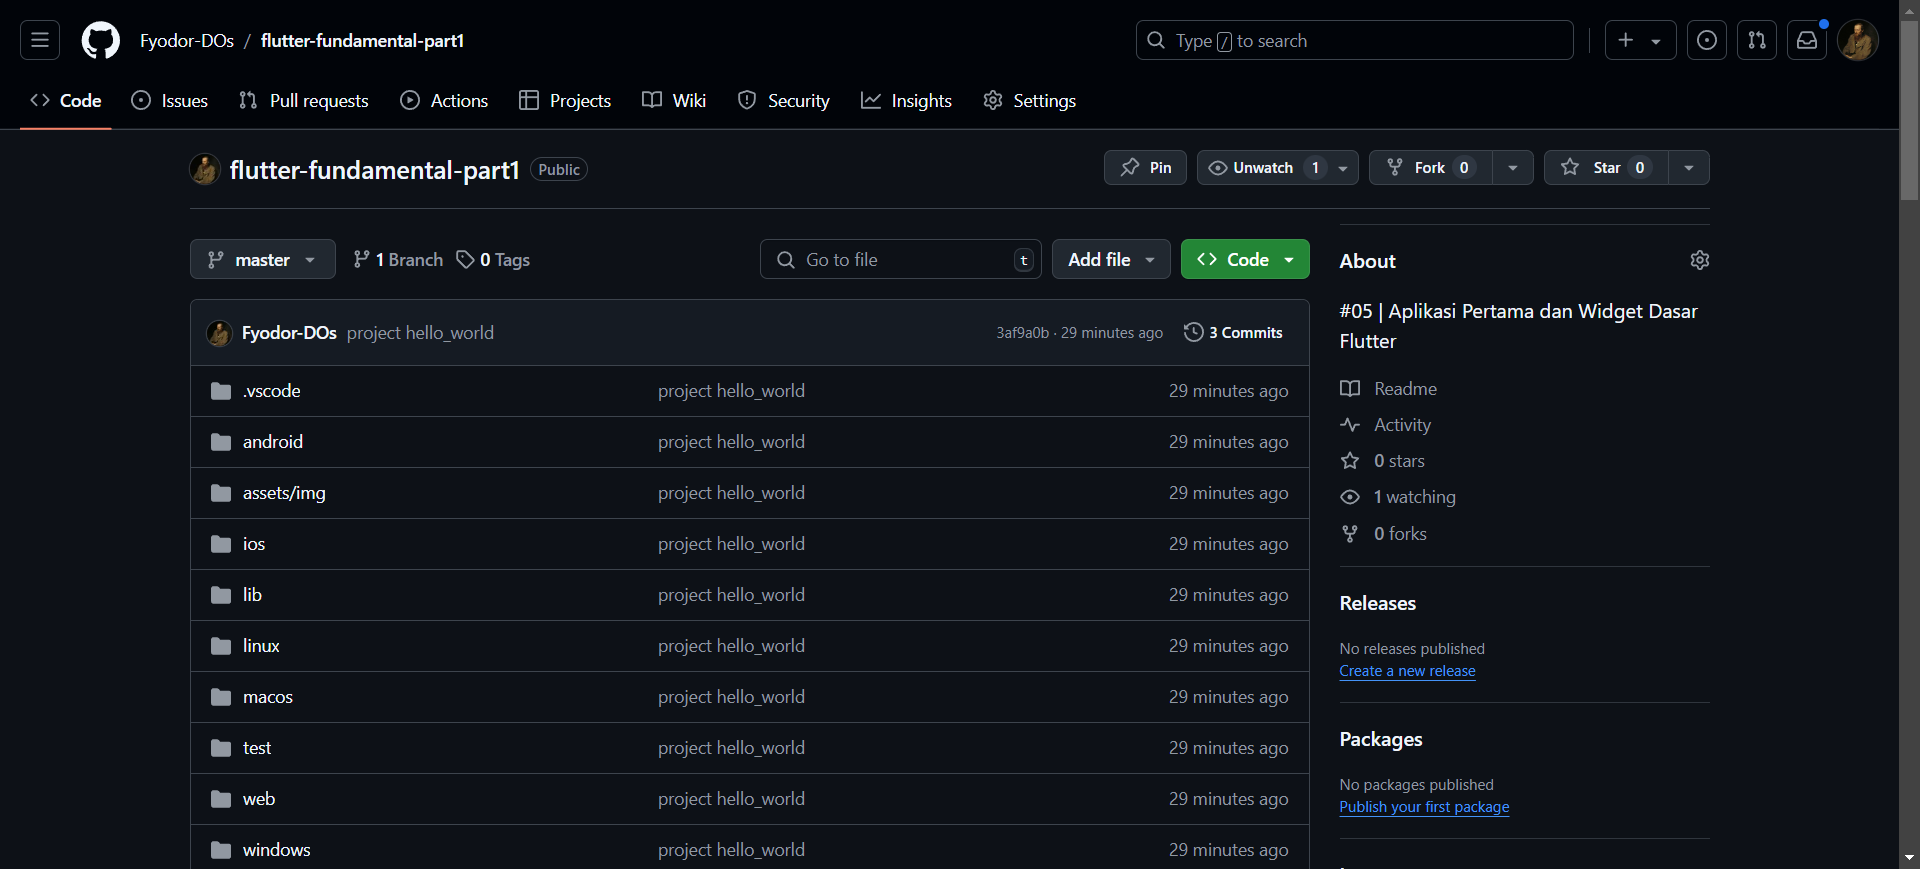 Fyodor-DOs / flutter-fundamental-part1
Type / to search
Code Issues Pull requests Actions Projects Wiki Security Insights Settings
flutter-fundamental-part1 Public
Pin Unwatch 1 Fork 0 Star 0
master 1 Branch 0 Tags Go to file t Add file Code
Fyodor-DOs project hello_world 3af9a0b · 29 minutes ago 3 Commits
.vscode project hello_world 29 minutes ago
android project hello_world 29 minutes ago
assets/img project hello_world 29 minutes ago
ios project hello_world 29 minutes ago
lib project hello_world 29 minutes ago
linux project hello_world 29 minutes ago
macos project hello_world 29 minutes ago
test project hello_world 29 minutes ago
web project hello_world 29 minutes ago
windows project hello_world 29 minutes ago
About
#05 | Aplikasi Pertama dan Widget Dasar
Flutter
Readme
Activity
0 stars
1 watching
0 forks
Releases
No releases published
Create a new release
Packages
No packages published
Publish your first package